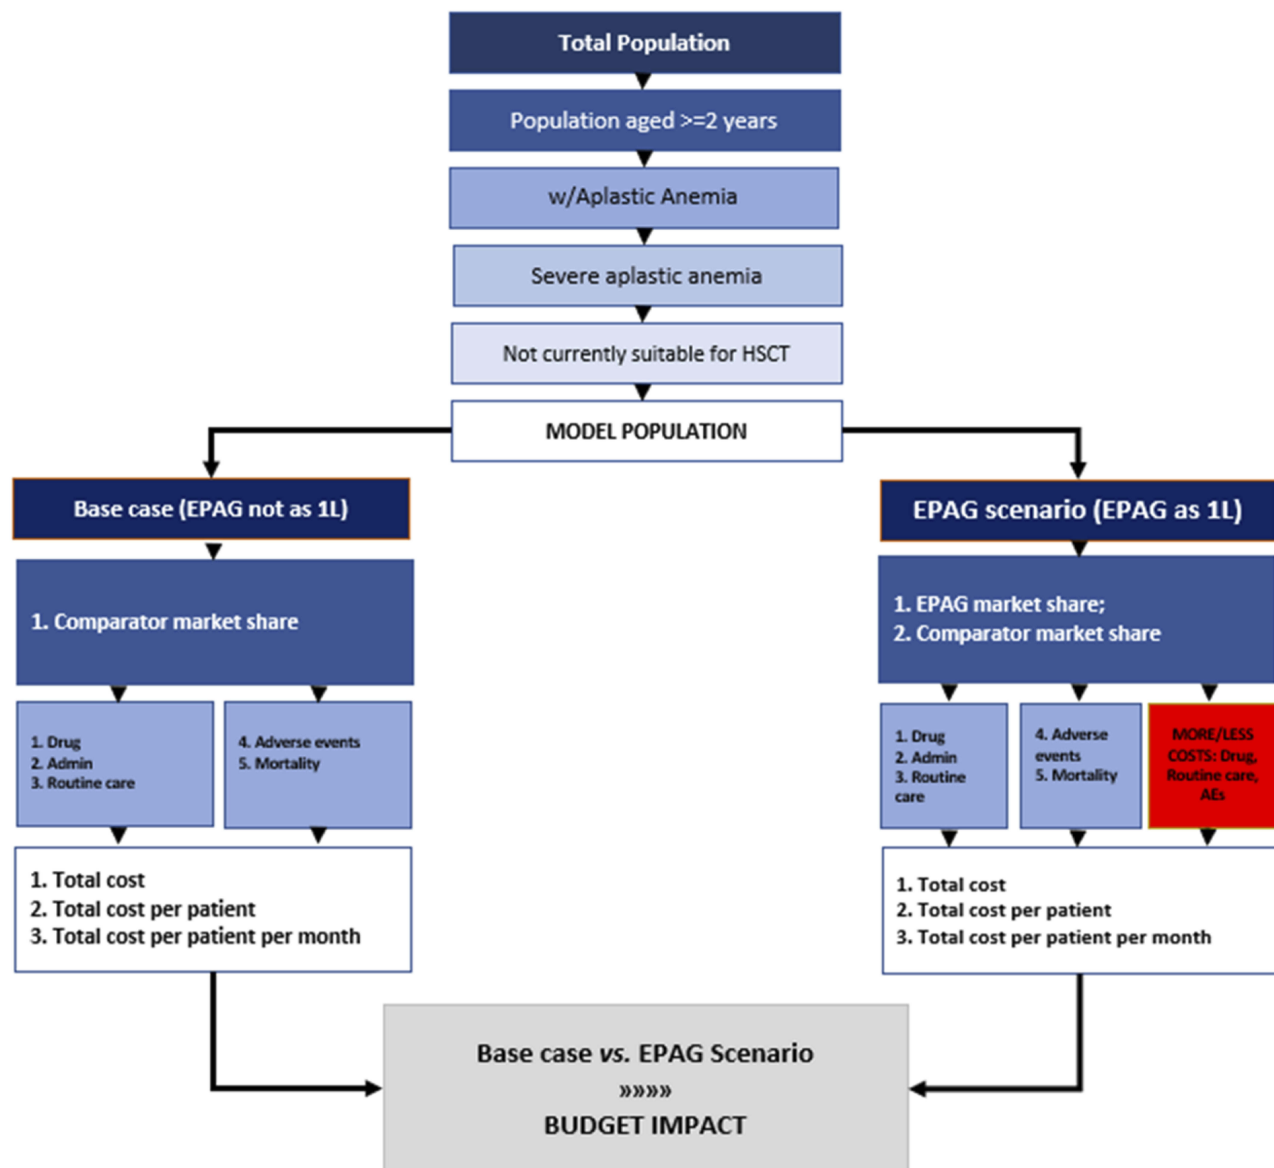 Total Population
Population aged >=2 years
w/Aplastic Anemia
Severe aplastic anemia
Not currently suitable for HSCT
MODEL POPULATION
Base case (EPAG not as 1L)
1. Comparator market share
1. Drug
2. Admin
3. Routine care
4. Adverse events
5. Mortality
1. Total cost
2. Total cost per patient
3. Total cost per patient per month
EPAG scenario (EPAG as 1L)
1. EPAG market share;
2. Comparator market share
1. Drug
2. Admin
3. Routine
care
4. Adverse
events
5. Mortality
MORE/LESS
COSTS: Drug,
Routine care,
AEs
1. Total cost
2. Total cost per patient
3. Total cost per patient per month
Base case vs. EPAG Scenario
»»»»
BUDGET IMPACT